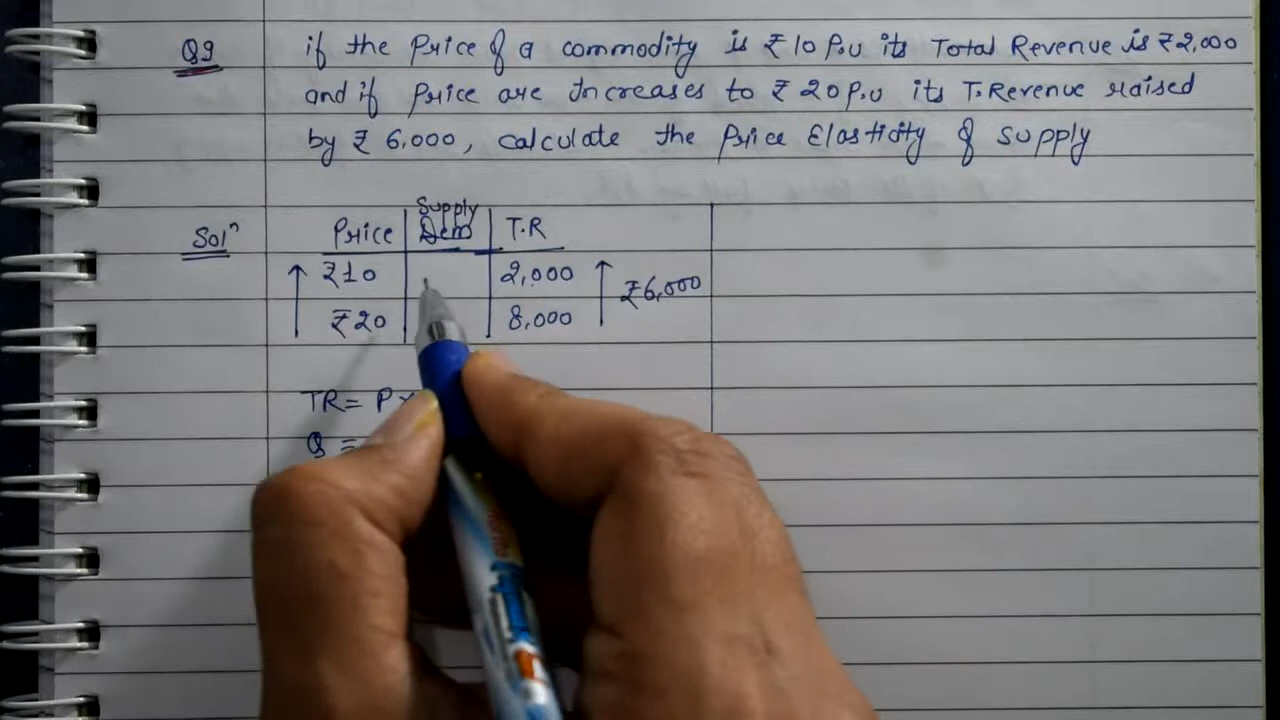 Q9 if the Price of a commodity is ₹10 P.u its Total Revenue is ₹2,000
and if Price are Increases to ₹ 20 P.u its T.Revenue raised
by ₹ 6,000, calculate the Price Elasticity of Supply
Solⁿ
Price Supply Dem T.R
₹10 2,000 ₹6,000
₹20 8,000
TR = P ×
Q =